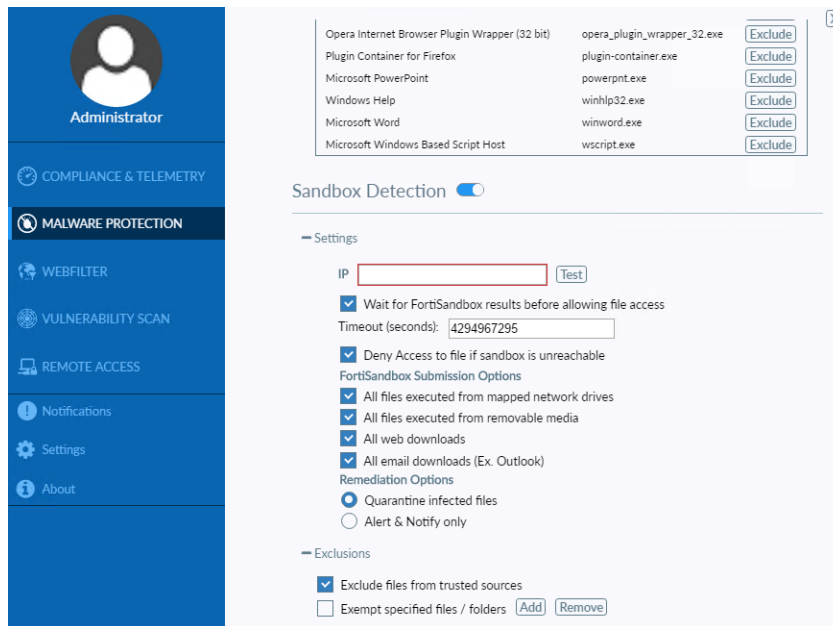 Administrator
COMPLIANCE & TELEMETRY
MALWARE PROTECTION
WEBFILTER
VULNERABILITY SCAN
REMOTE ACCESS
Notifications
Settings
About
Opera Internet Browser Plugin Wrapper (32 bit) opera_plugin_wrapper_32.exe Exclude
Plugin Container for Firefox plugin-container.exe Exclude
Microsoft PowerPoint powerpnt.exe Exclude
Windows Help winhlp32.exe Exclude
Microsoft Word winword.exe Exclude
Microsoft Windows Based Script Host wscript.exe Exclude
Sandbox Detection
Settings
IP Test
Wait for FortiSandbox results before allowing file access
Timeout (seconds): 4294967295
Deny Access to file if sandbox is unreachable
FortiSandbox Submission Options
All files executed from mapped network drives
All files executed from removable media
All web downloads
All email downloads (Ex. Outlook)
Remediation Options
Quarantine infected files
Alert & Notify only
Exclusions
Exclude files from trusted sources
Exempt specified files / folders Add Remove